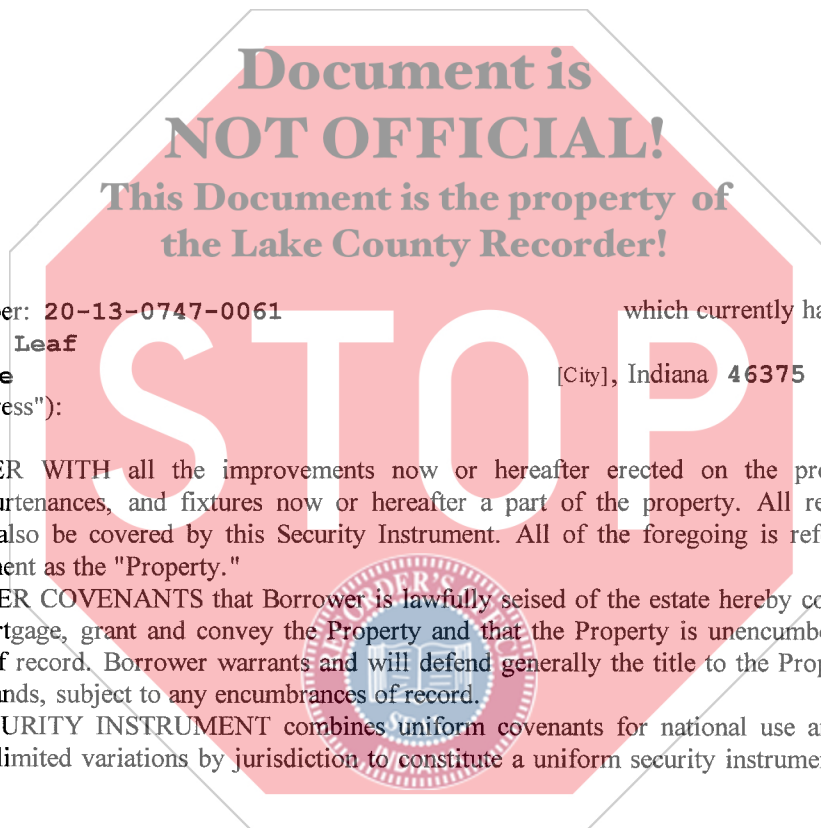 Document is
NOT OFFICIAL!
This Document is the property of
the Lake County Recorder!
er: 20-13-0747-0061 which currently ha
Leaf
e [City], Indiana 46375
ess"):
STOP
ER WITH all the improvements now or hereafter erected on the pro
urtenances, and fixtures now or hereafter a part of the property. All re
also be covered by this Security Instrument. All of the foregoing is ref
ent as the "Property."
ER COVENANTS that Borrower is lawfully seised of the estate hereby co
rtgage, grant and convey the Property and that the Property is unencumb
f record. Borrower warrants and will defend generally the title to the Prop
nds, subject to any encumbrances of record.
URITY INSTRUMENT combines uniform covenants for national use a
limited variations by jurisdiction to constitute a uniform security instrume
SEAL
INDIANA